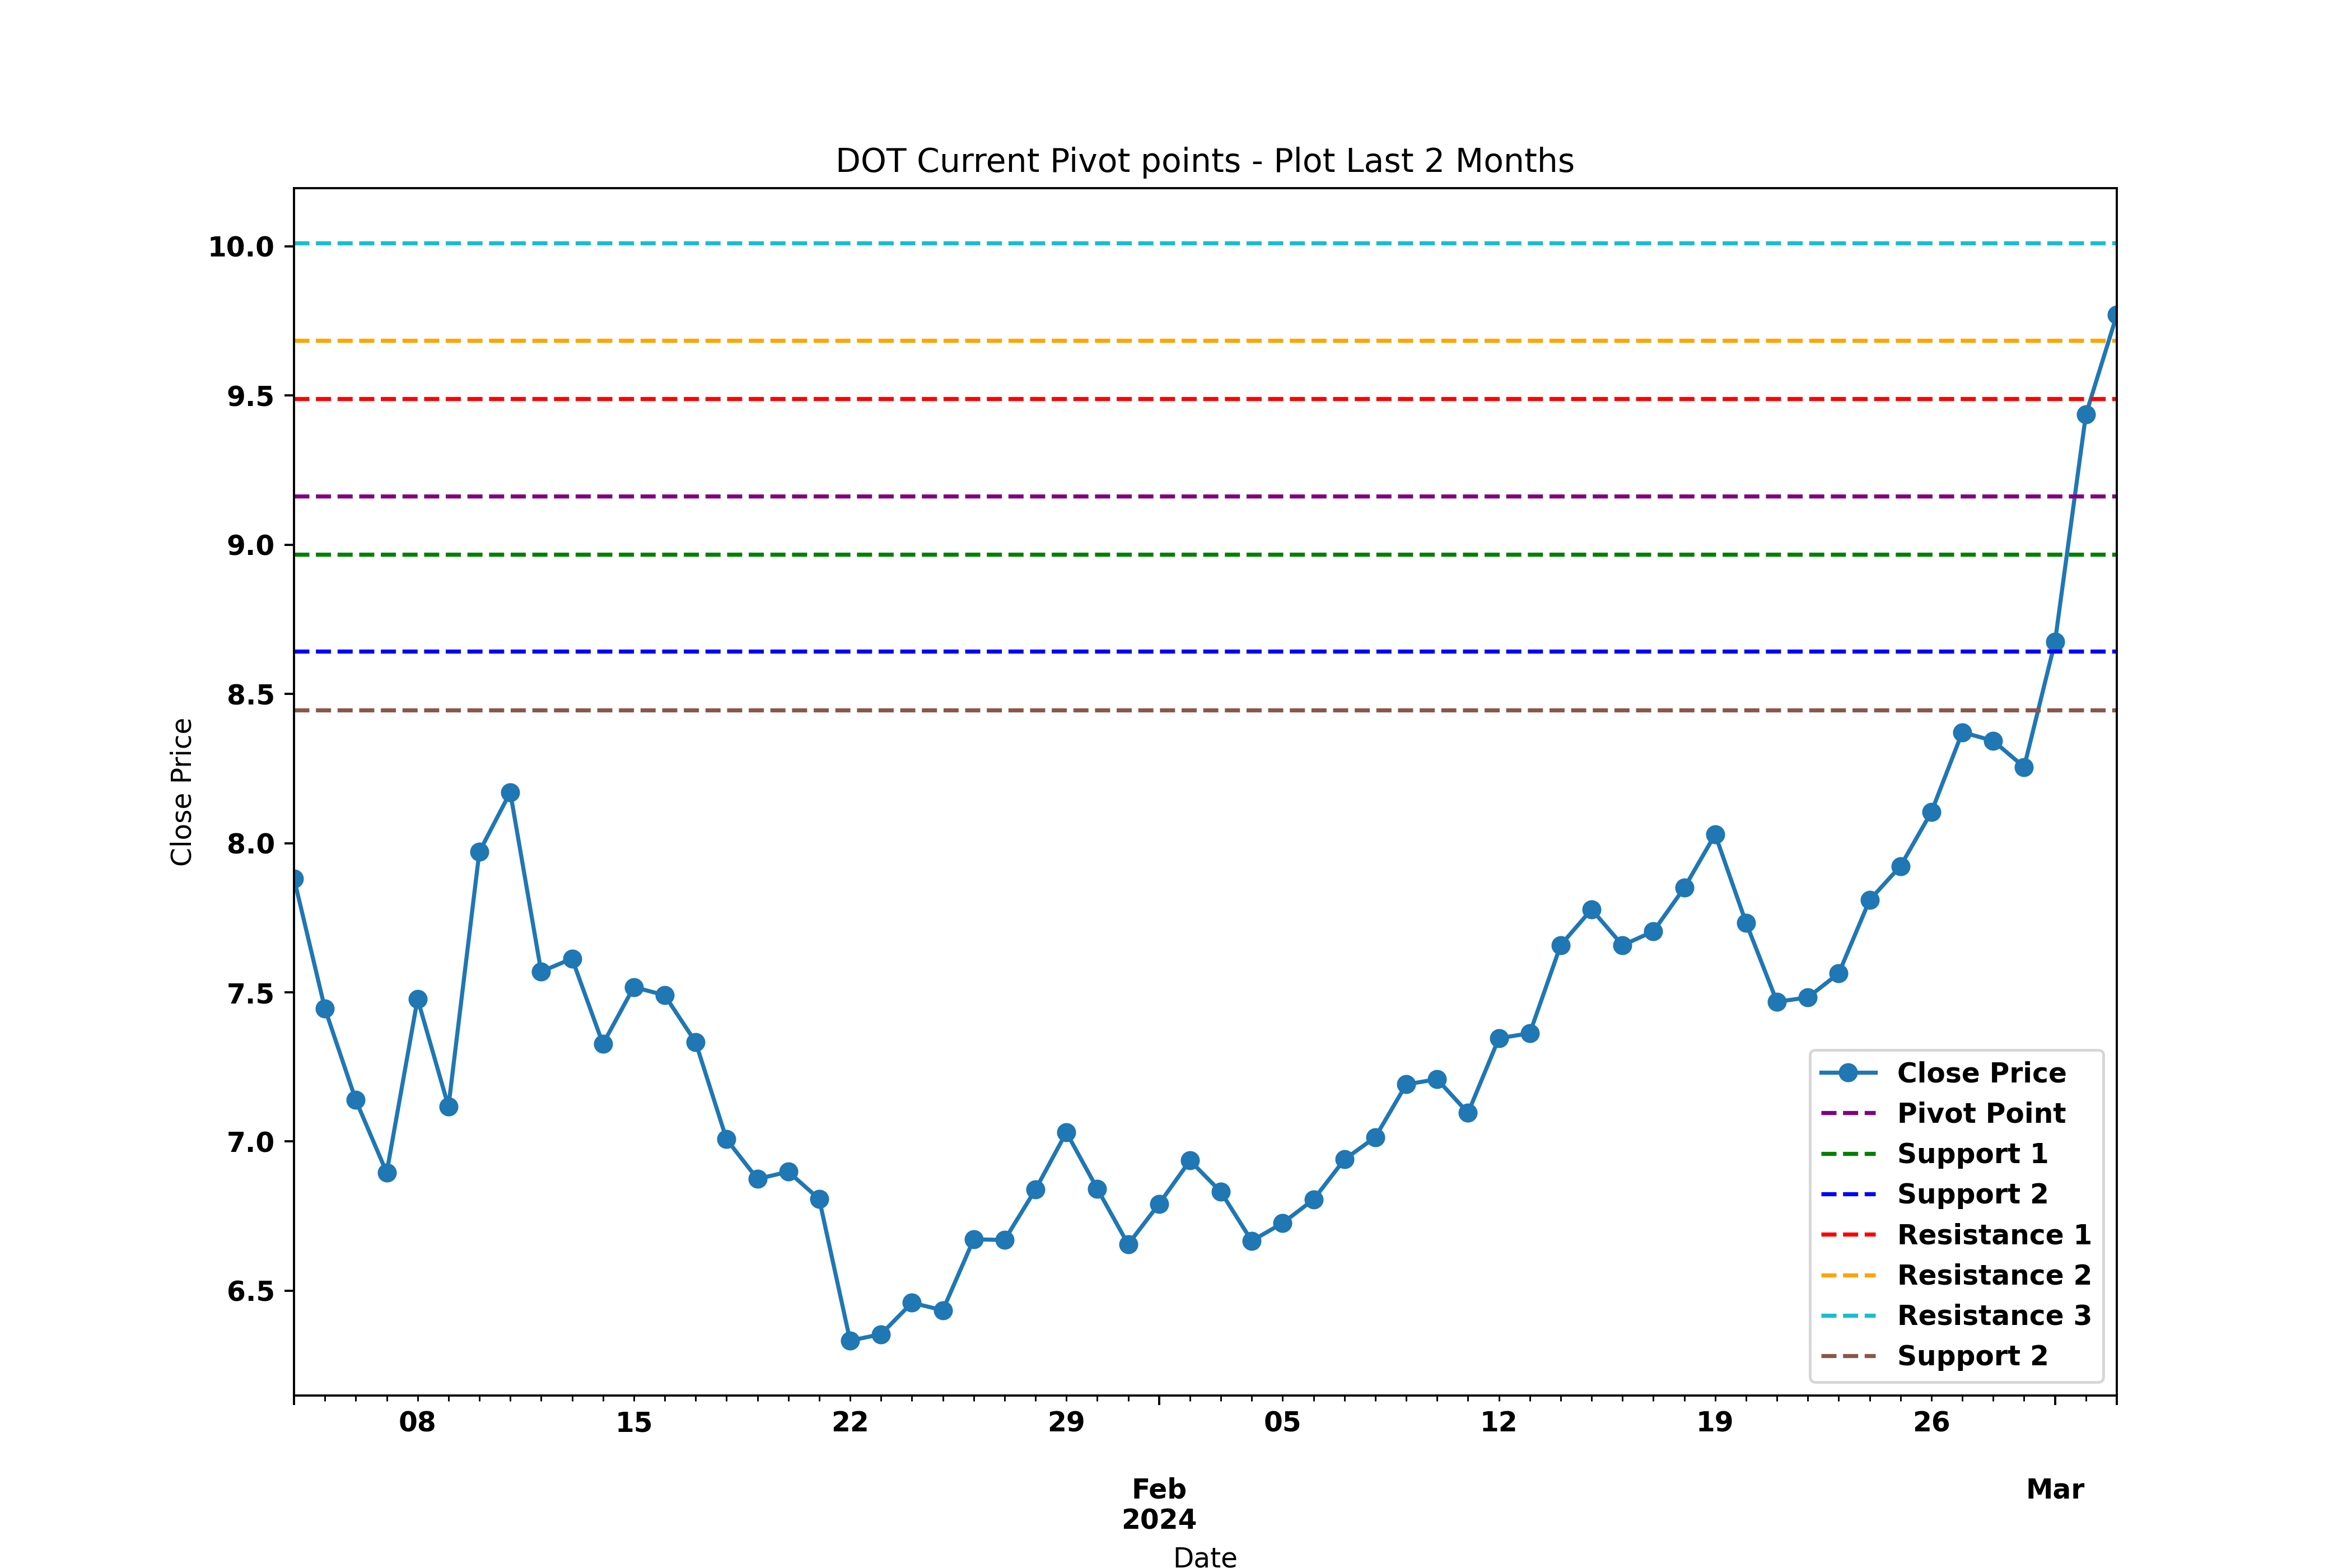 DOT Current Pivot points - Plot Last 2 Months
10.0
9.5
9.0
8.5
8.0
7.5
7.0
6.5
Close Price
Close Price
Pivot Point
Support 1
Support 2
Resistance 1
Resistance 2
Resistance 3
Support 2
08 15 22 29 05 12 19 26
Feb Mar
2024
Date